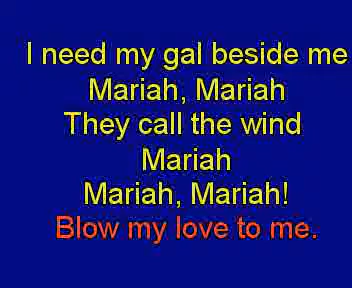 I need my gal beside me
Mariah, Mariah
They call the wind
Mariah
Mariah, Mariah!
Blow my love to me.